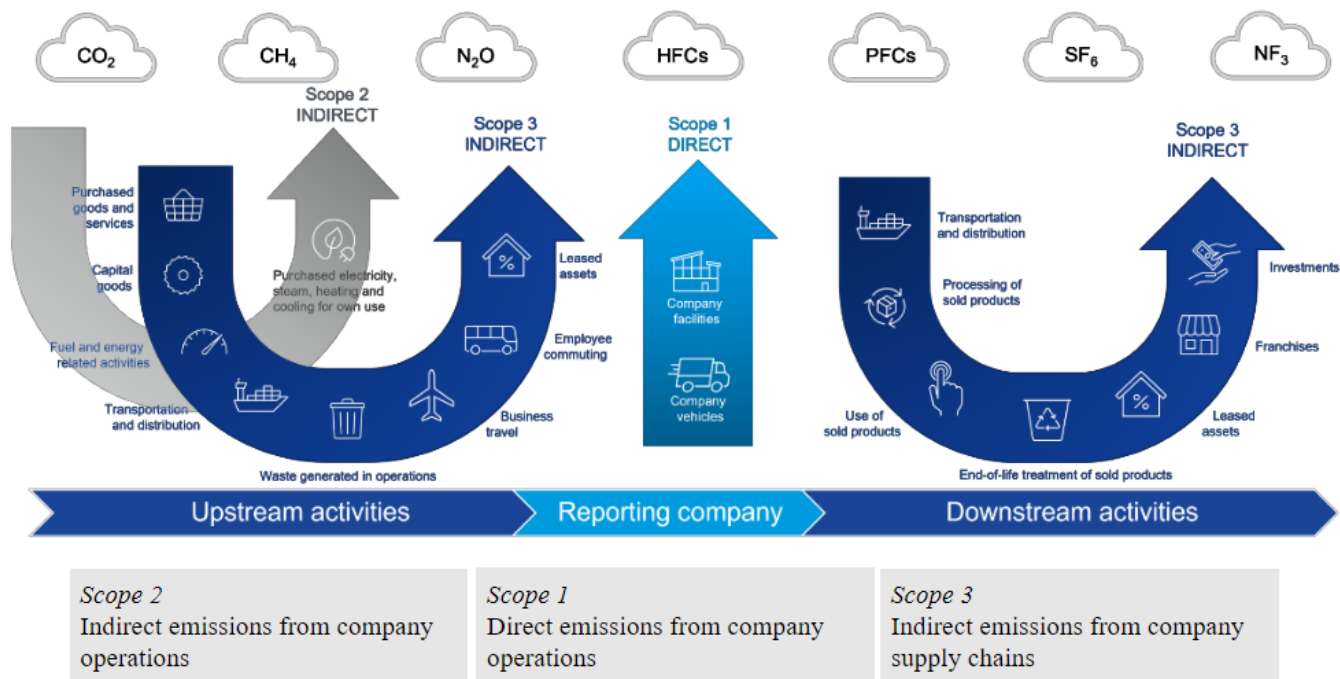 CO₂
CH₄
N₂O
HFCs
PFCs
SF₆
NF₃
Scope 2
INDIRECT
Scope 3
INDIRECT
Scope 1
DIRECT
Scope 3
INDIRECT
Purchased
goods and
services
Capital
goods
Fuel and energy
related activities
Transportation
and distribution
Waste generated in operations
Purchased electricity,
steam, heating and
cooling for own use
Business
travel
Employee
commuting
Leased
assets
Company
facilities
Company
vehicles
Transportation
and distribution
Processing of
sold products
Use of
sold products
End-of-life treatment of sold products
Leased
assets
Franchises
Investments
Upstream activities
Reporting company
Downstream activities
Scope 2
Indirect emissions from company
operations
Scope 1
Direct emissions from company
operations
Scope 3
Indirect emissions from company
supply chains